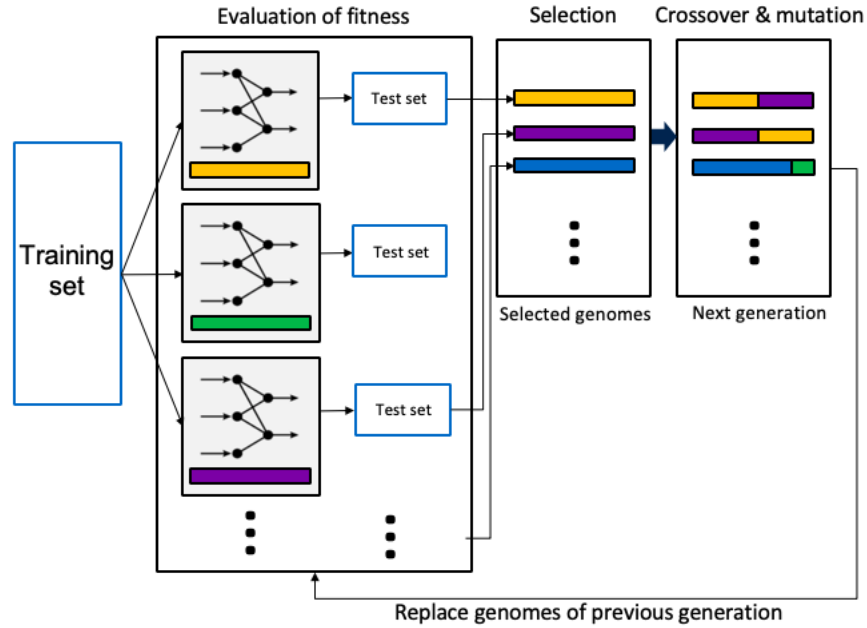 Evaluation of fitness
Selection
Crossover & mutation
Training
set
Test set
Test set
Test set
Selected genomes
Next generation
Replace genomes of previous generation